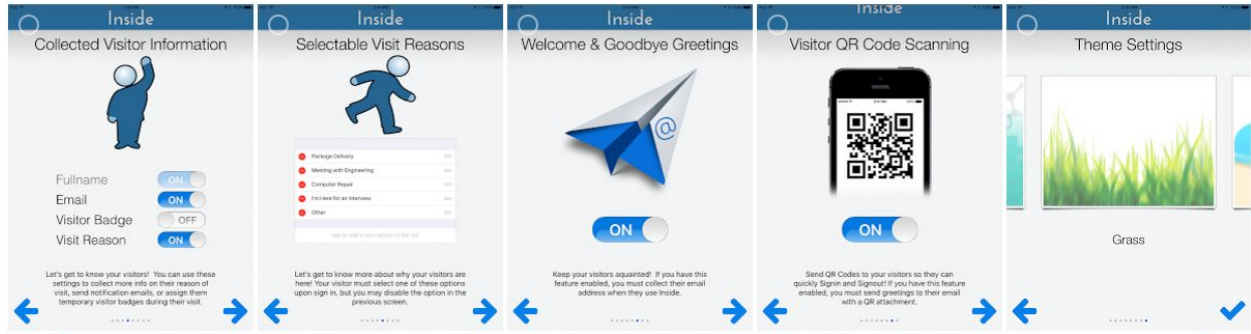 Inside
Collected Visitor Information
Fullname
ON
Email
ON
Visitor Badge
OFF
Visit Reason
ON
Let's get to know your visitors! You can use these
settings to collect more info on their reason of
visit, send notification emails, or assign them
temporary visitor badges during their visit.
Inside
Selectable Visit Reasons
Package Delivery
Meeting with Engineering
Computer Repair
I'm Here for an Interview
Other
tap to add a new option to the list
Let's get to know more about why your visitors are
here! Your visitor must select one of these options
upon sign in, but you may disable the option in the
previous screen.
Inside
Welcome & Goodbye Greetings
@
ON
Keep your visitors aquainted! If you have this
feature enabled, you must collect their email
address when they use Inside.
Inside
Visitor QR Code Scanning
ON
Send QR Codes to your visitors so they can
quickly Signin and Signout! If you have this feature
enabled, you must send greetings to their email
with a QR attachment.
Inside
Theme Settings
Grass